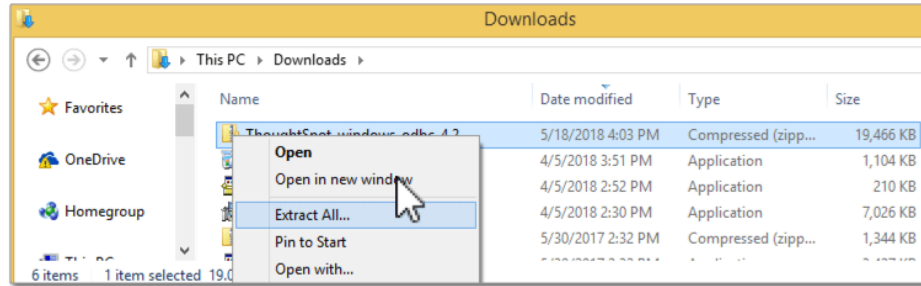 Downloads
This PC Downloads
Favorites Name Date modified Type Size
ThoughtSpot_windows_odbc_4.2 5/18/2018 4:03 PM Compressed (zipp... 19,466 KB
Open
OneDrive 4/5/2018 3:51 PM Application 1,104 KB
Open in new window 4/5/2018 2:52 PM Application 210 KB
Homegroup Extract All... 4/5/2018 2:30 PM Application 7,026 KB
Pin to Start 5/30/2017 2:32 PM Compressed (zipp... 1,344 KB
6 items 1 item selected 19.0
Open with...